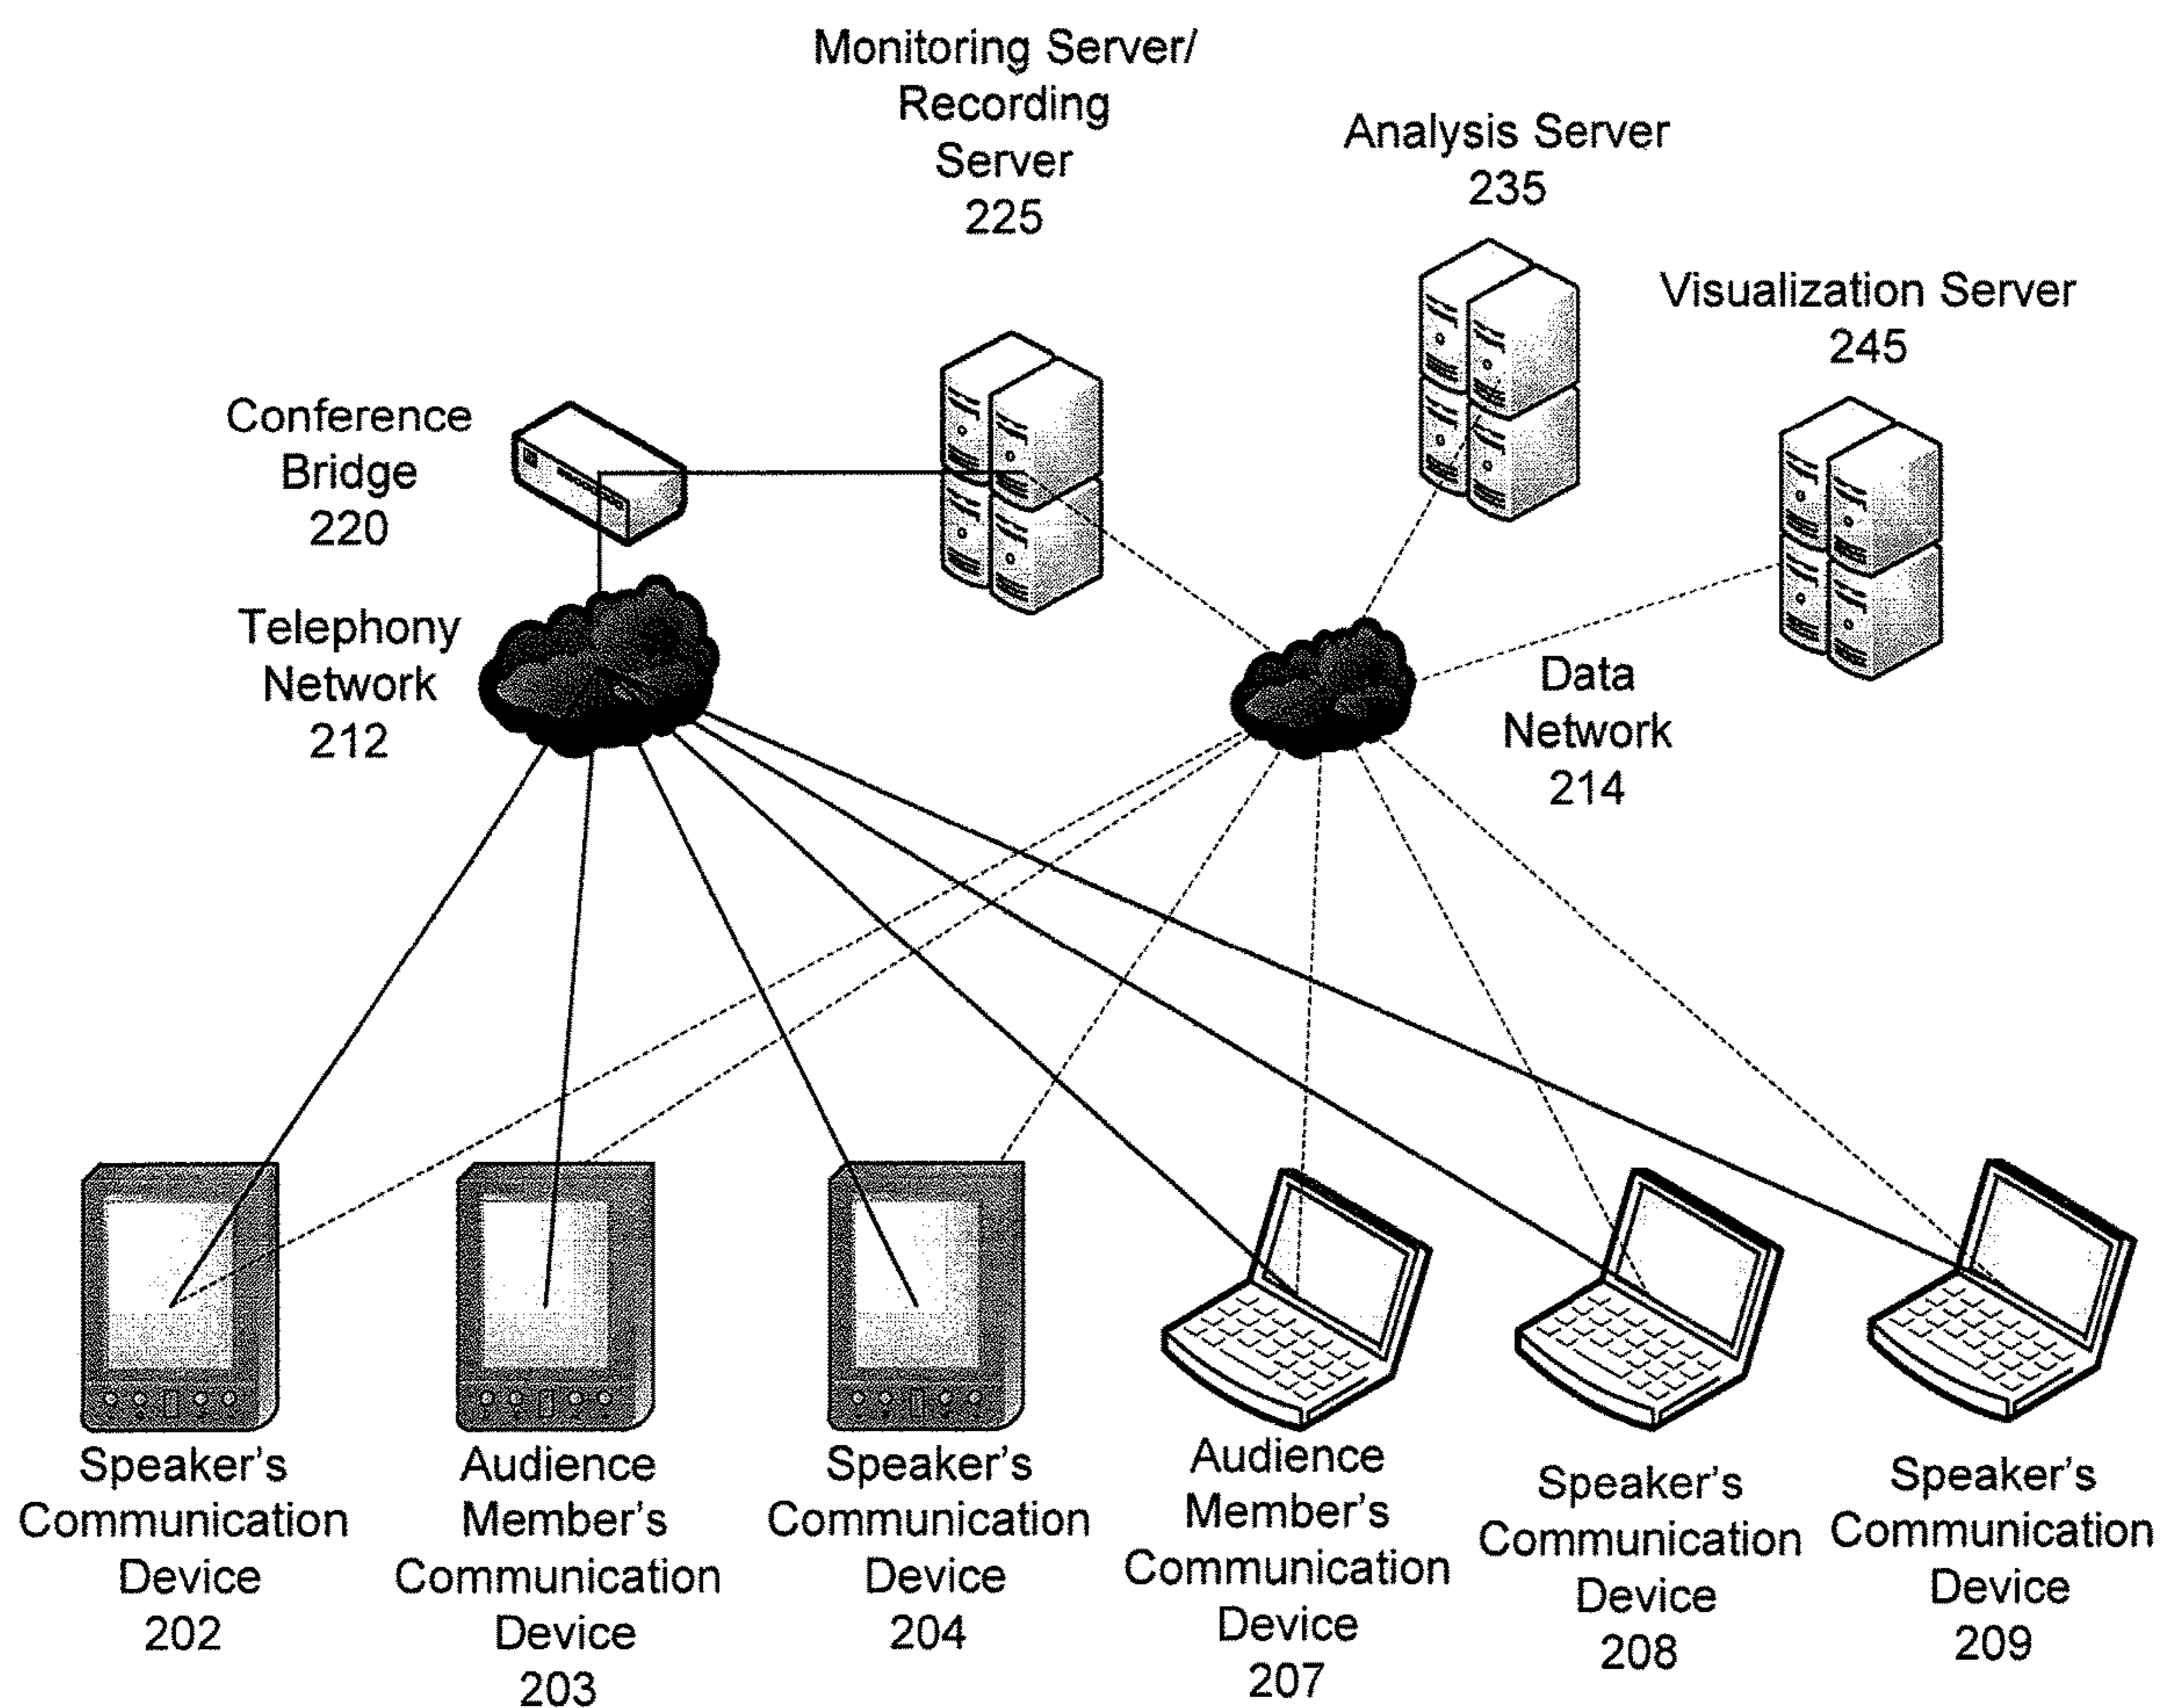 Monitoring Server/
Recording
Server
225
Analysis Server
235
Visualization Server
245
Conference
Bridge
220
Telephony
Network
212
Data
Network
214
Speaker's
Communication
Device
202
Audience
Member's
Communication
Device
203
Speaker's
Communication
Device
204
Audience
Member's
Communication
Device
207
Speaker's
Communication
Device
208
Speaker's
Communication
Device
209